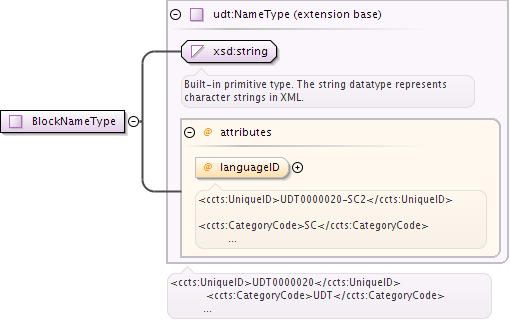 udt:NameType (extension base)
xsd:string
Built-in primitive type. The string datatype represents
character strings in XML.
BlockNameType
@ attributes
@ languageID
<ccts:UniqueID>UDT0000020-SC2</ccts:UniqueID>
<ccts:CategoryCode>SC</ccts:CategoryCode>
...
<ccts:UniqueID>UDT0000020</ccts:UniqueID>
<ccts:CategoryCode>UDT</ccts:CategoryCode>
...